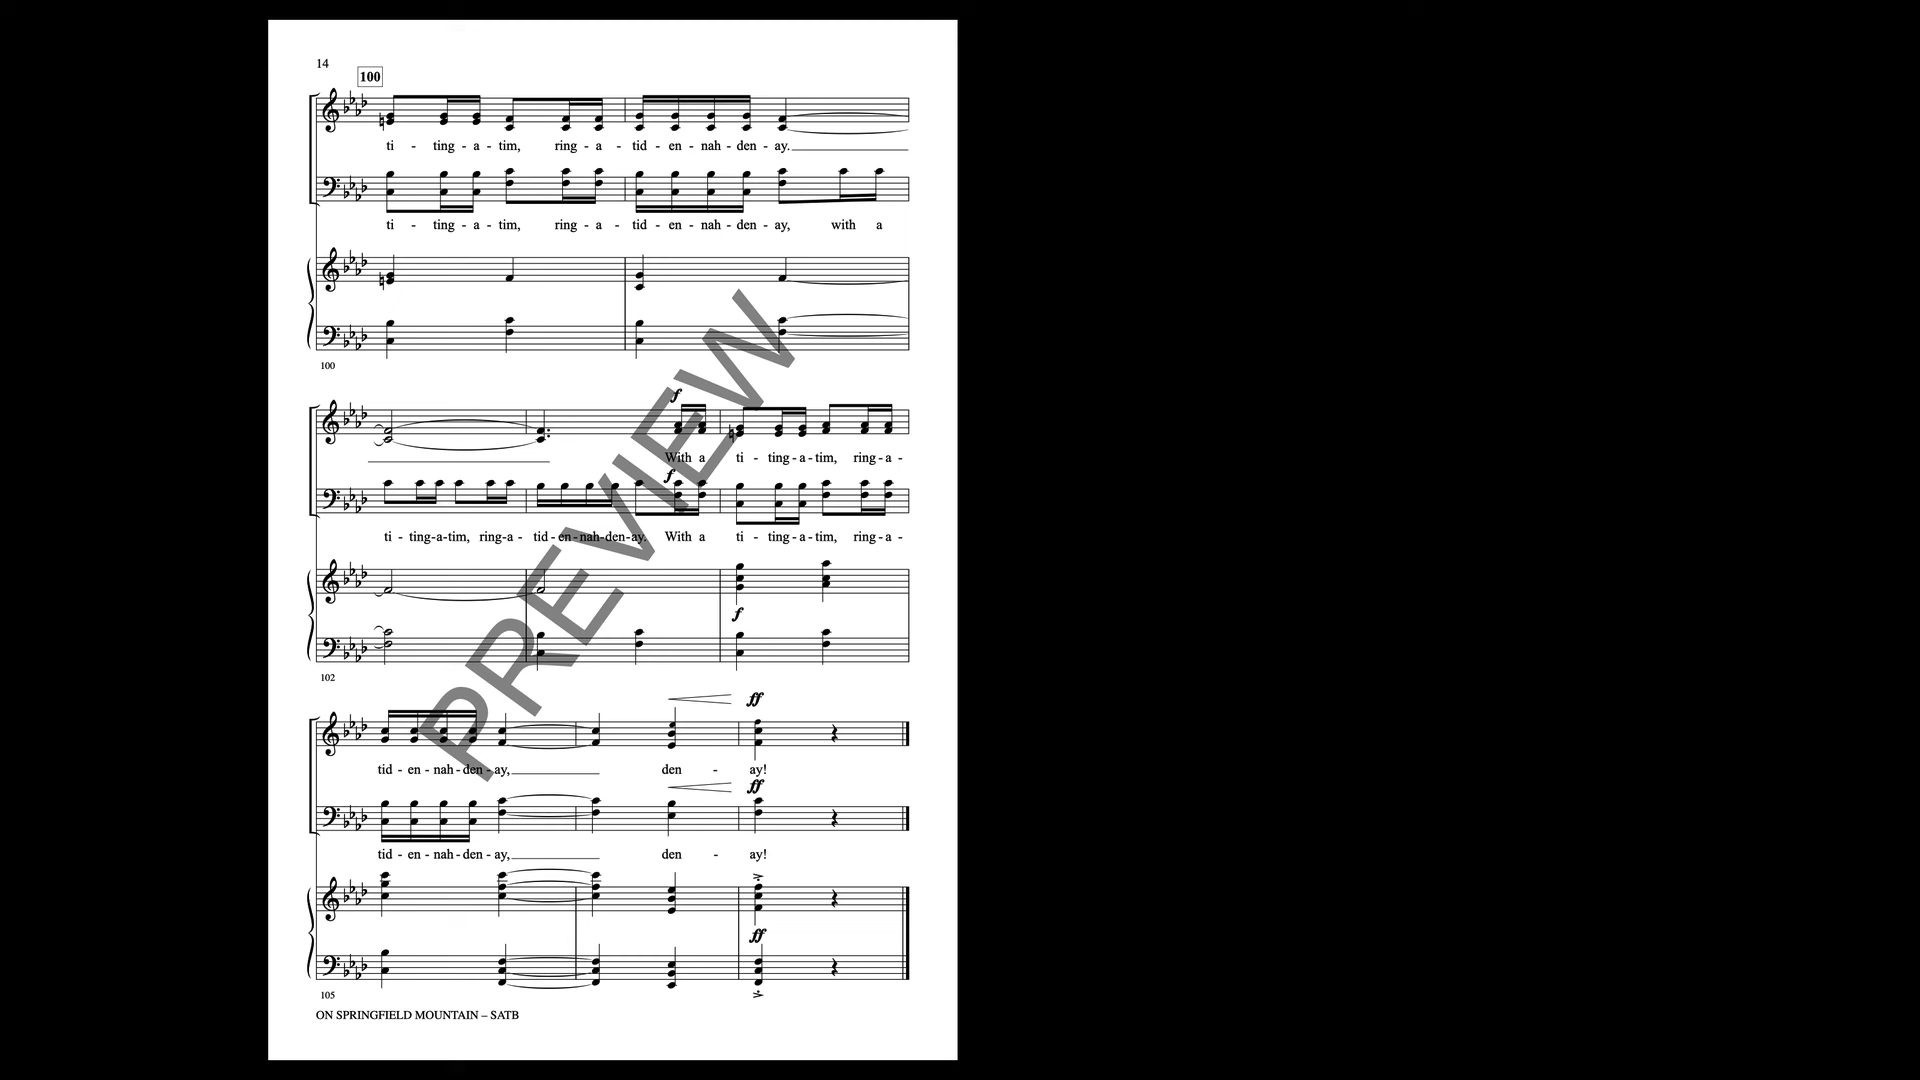 14
100
ti - ting - a - tim, ring - a - tid - en - nah - den - ay.
ti - ting - a - tim, ring - a - tid - en - nah - den - ay, with a
100
f
With a ti - ting - a - tim, ring - a -
f
ti - ting-a-tim, ring-a - tid - en - nah-den-ay. With a ti - ting - a - tim, ring - a -
f
102
ff
tid - en - nah - den - ay, den - ay!
ff
tid - en - nah - den - ay, den - ay!
ff
105
ON SPRINGFIELD MOUNTAIN – SATB
PREVIEW